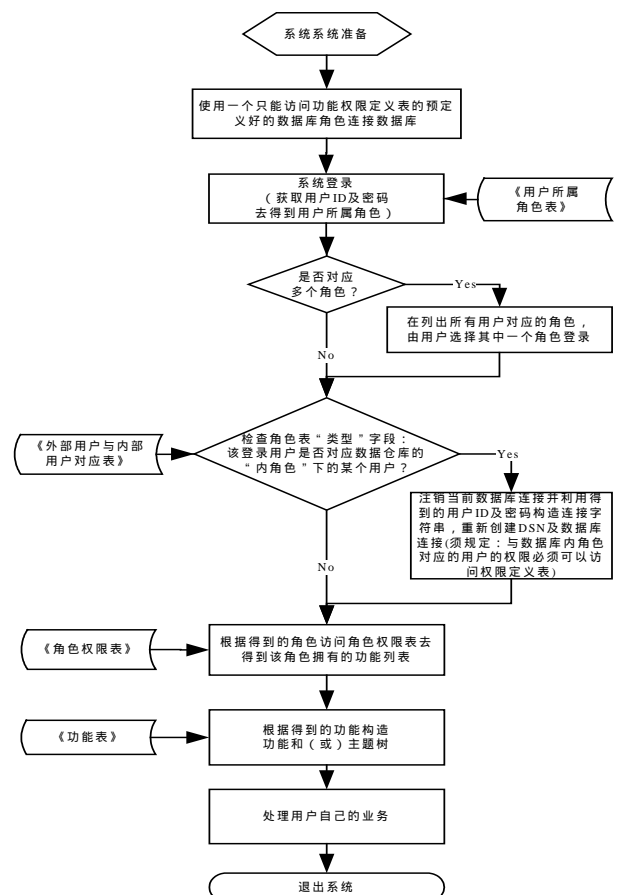 系统系统准备
使用一个只能访问功能权限定义表的预定
义好的数据库角色连接数据库
系统登录
（获取用户ID及密码
去得到用户所属角色）
《用户所属
角色表》
是否对应
多个角色？
Yes
在列出所有用户对应的角色，
由用户选择其中一个角色登录
No
检查角色表“类型”字段：
该登录用户是否对应数据仓库的
“内角色”下的某个用户？
《外部用户与内部
用户对应表》
Yes
注销当前数据库连接并利用得
到的用户ID及密码构造连接字
符串，重新创建DSN及数据库
连接(须规定：与数据库内角色
对应的用户的权限必须可以访
问权限定义表)
No
《角色权限表》
根据得到的角色访问角色权限表去
得到该角色拥有的功能列表
《功能表》
根据得到的功能构造
功能和（或）主题树
处理用户自己的业务
退出系统